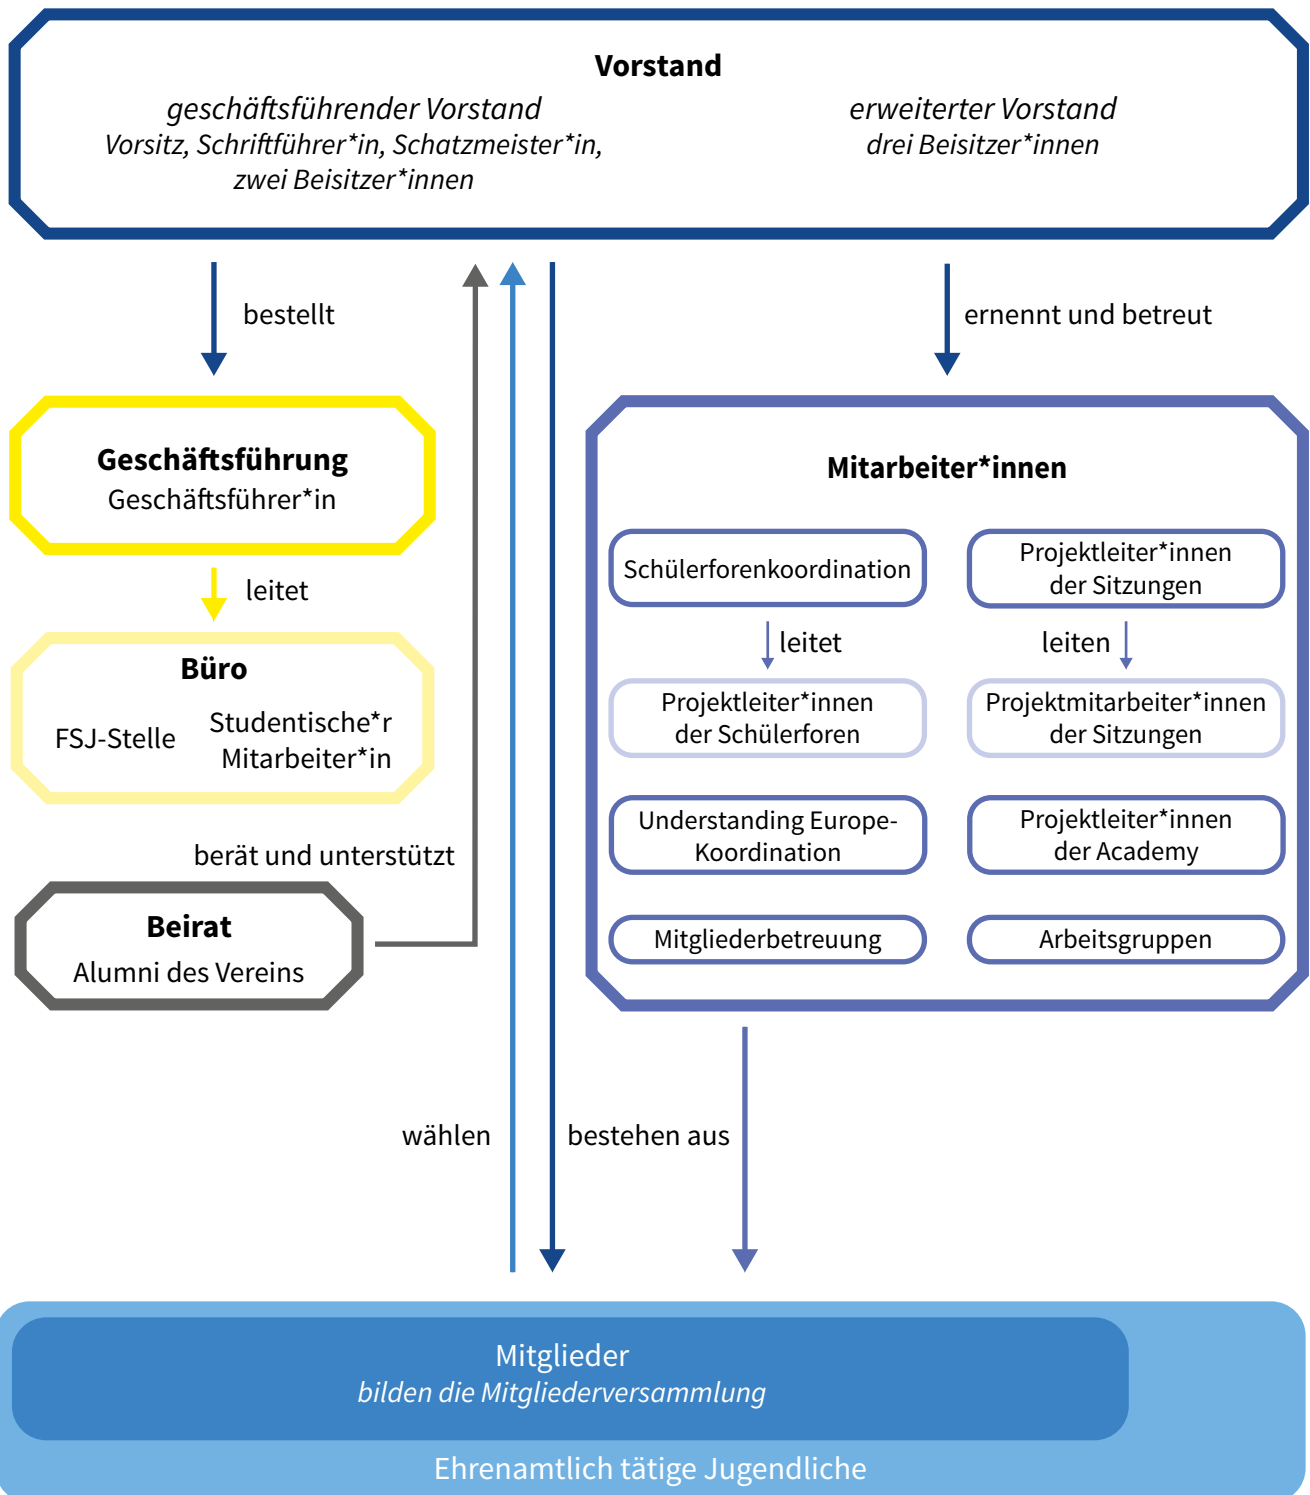 Vorstand
geschäftsführender Vorstand
Vorsitz, Schriftführer*in, Schatzmeister*in,
zwei Beisitzer*innen
erweiterter Vorstand
drei Beisitzer*innen
bestellt
ernennt und betreut
Geschäftsführung
Geschäftsführer*in
leitet
Büro
FSJ-Stelle
Studentische*r
Mitarbeiter*in
berät und unterstützt
Beirat
Alumni des Vereins
Mitarbeiter*innen
Schülerforenkoordination
leitet
Projektleiter*innen
der Schülerforen
Projektleiter*innen
der Sitzungen
leiten
Projektmitarbeiter*innen
der Sitzungen
Understanding Europe-
Koordination
Projektleiter*innen
der Academy
Mitgliederbetreuung
Arbeitsgruppen
wählen
bestehen aus
Mitglieder
bilden die Mitgliederversammlung
Ehrenamtlich tätige Jugendliche